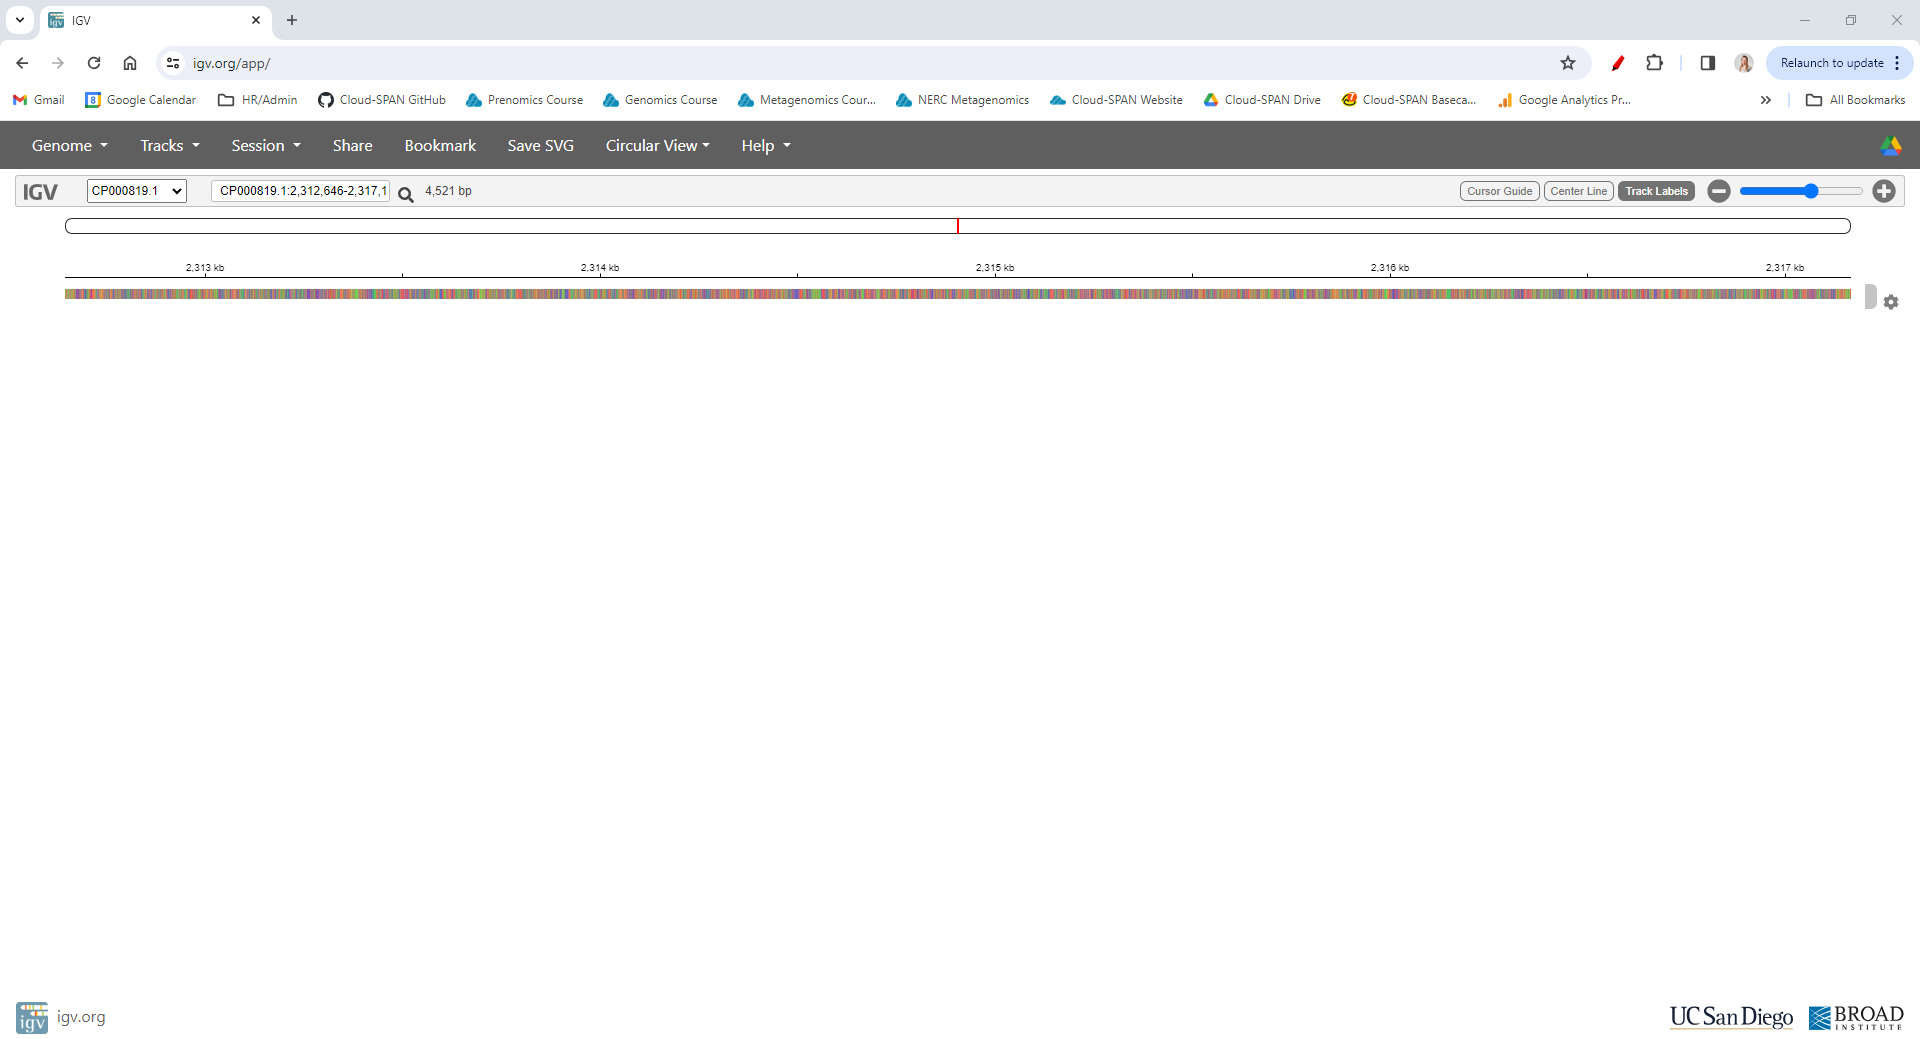 IGV
igv.org/app/
Relaunch to update
Gmail
Google Calendar
HR/Admin
Cloud-SPAN GitHub
Prenomics Course
Genomics Course
Metagenomics Cour...
NERC Metagenomics
Cloud-SPAN Website
Cloud-SPAN Drive
Cloud-SPAN Baseca...
Google Analytics Pr...
All Bookmarks
Genome
Tracks
Session
Share
Bookmark
Save SVG
Circular View
Help
IGV
CP000819.1
CP000819.1:2,312,646-2,317,1
4,521 bp
Cursor Guide
Center Line
Track Labels
2,313 kb
2,314 kb
2,315 kb
2,316 kb
2,317 kb
igv
igv.org
UC San Diego
BROAD
INSTITUTE